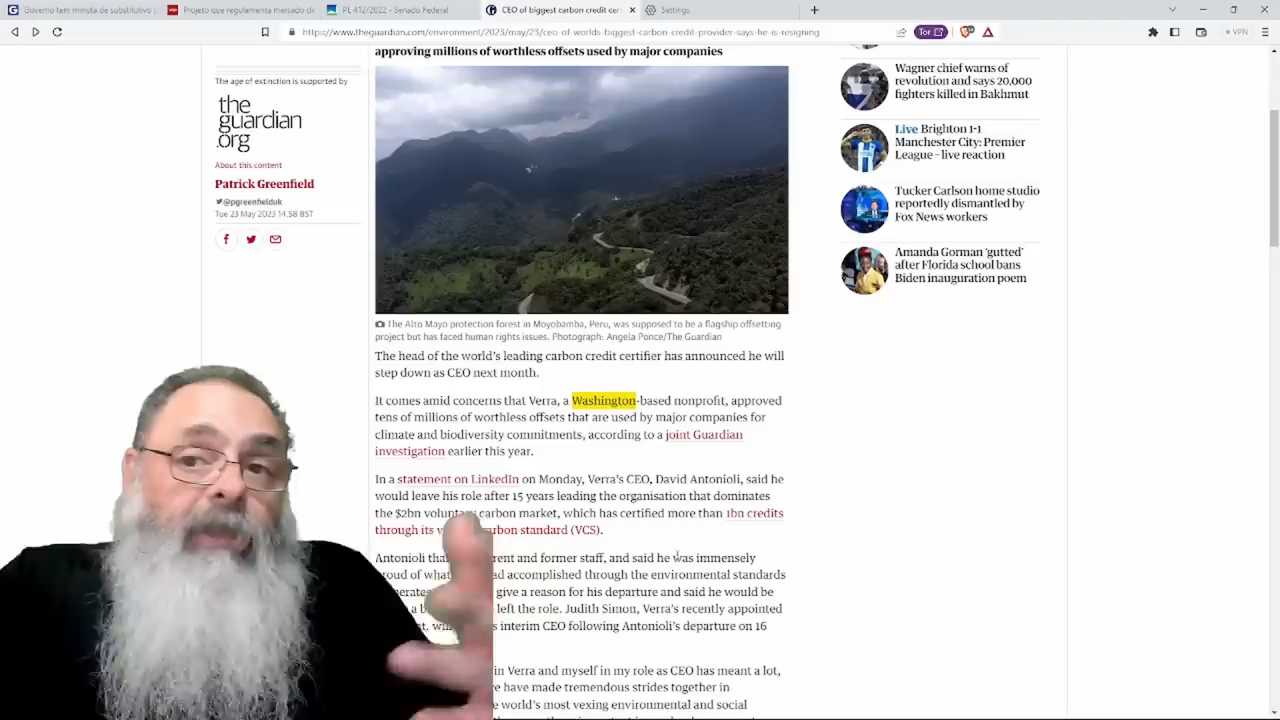 Governo tem minuta de substitutivo
Projeto que regulamenta mercado de
PL 412/2022 - Senado Federal
CEO of biggest carbon credit cert
Settings
https://www.theguardian.com/environment/2023/may/23/ceo-of-worlds-biggest-carbon-credit-provider-says-he-is-resigning
Tor
VPN
approving millions of worthless offsets used by major companies
The age of extinction is supported by
the
guardian
.org
About this content
Patrick Greenfield
@pgreenfielduk
Tue 23 May 2023 14.58 BST
The Alto Mayo protection forest in Moyobamba, Peru, was supposed to be a flagship offsetting
project but has faced human rights issues. Photograph: Angela Ponce/The Guardian
The head of the world's leading carbon credit certifier has announced he will
step down as CEO next month.
It comes amid concerns that Verra, a Washington-based nonprofit, approved
tens of millions of worthless offsets that are used by major companies for
climate and biodiversity commitments, according to a joint Guardian
investigation earlier this year.
In a statement on LinkedIn on Monday, Verra's CEO, David Antonioli, said he
would leave his role after 15 years leading the organisation that dominates
the $2bn voluntary carbon market, which has certified more than 1bn credits
through its carbon standard (VCS).
Antonioli and former staff, and said he was immensely
proud of what accomplished through the environmental standards
give a reason for his departure and said he would be
left the role. Judith Simon, Verra's recently appointed
interim CEO following Antonioli's departure on 16
in Verra and myself in my role as CEO has meant a lot,
have made tremendous strides together in
world's most vexing environmental and social
Wagner chief warns of
revolution and says 20,000
fighters killed in Bakhmut
Live Brighton 1-1
Manchester City: Premier
League – live reaction
Tucker Carlson home studio
reportedly dismantled by
Fox News workers
Amanda Gorman 'gutted'
after Florida school bans
Biden inauguration poem